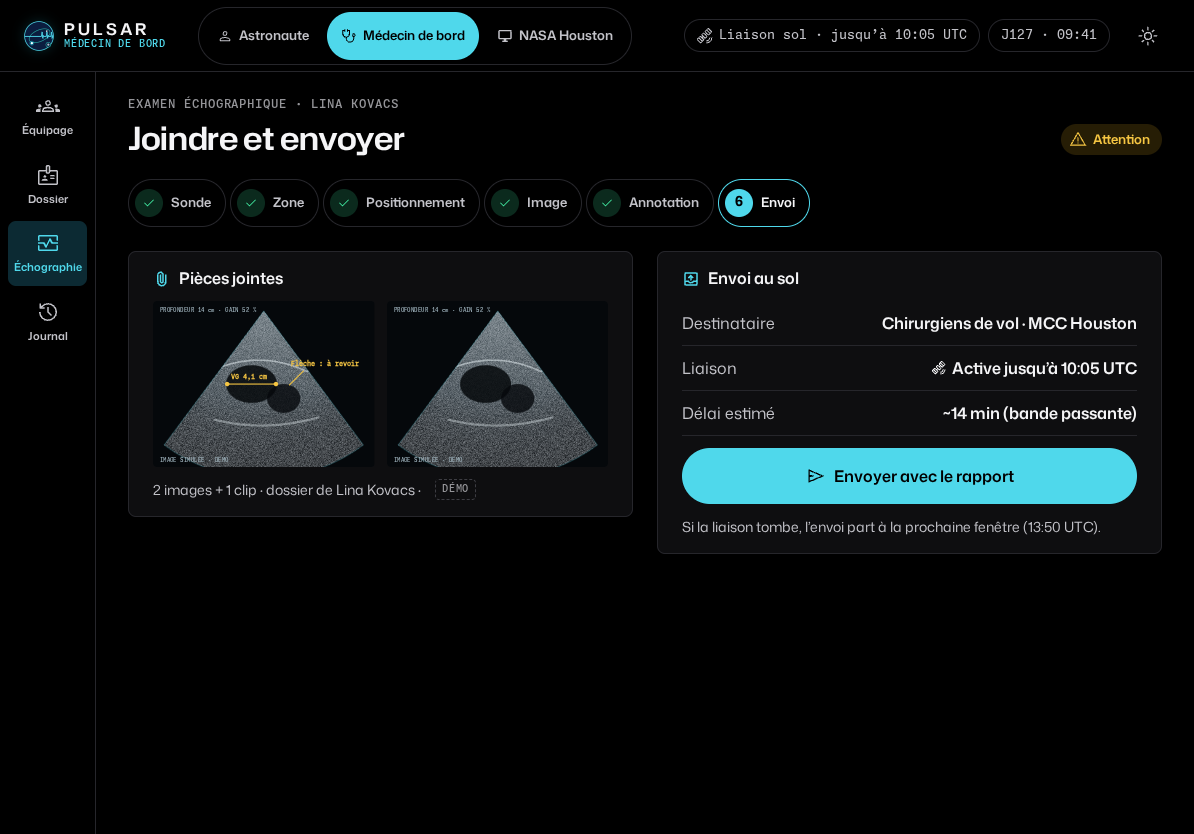 PULSAR
MÉDECIN DE BORD
Astronaute
Médecin de bord
NASA Houston
Liaison sol · jusqu’à 10:05 UTC
J127 · 09:41
Équipage
Dossier
Échographie
Journal
EXAMEN ÉCHOGRAPHIQUE · LINA KOVACS
Joindre et envoyer
Attention
Sonde
Zone
Positionnement
Image
Annotation
6 Envoi
Pièces jointes
PROFONDEUR 14 cm · GAIN 52 %
VG 4,1 cm
Flèche : à revoir
IMAGE SIMULÉE · DÉMO
PROFONDEUR 14 cm · GAIN 52 %
IMAGE SIMULÉE · DÉMO
2 images + 1 clip · dossier de Lina Kovacs ·
DÉMO
Envoi au sol
Destinataire
Chirurgiens de vol · MCC Houston
Liaison
Active jusqu’à 10:05 UTC
Délai estimé
~14 min (bande passante)
Envoyer avec le rapport
Si la liaison tombe, l’envoi part à la prochaine fenêtre (13:50 UTC).